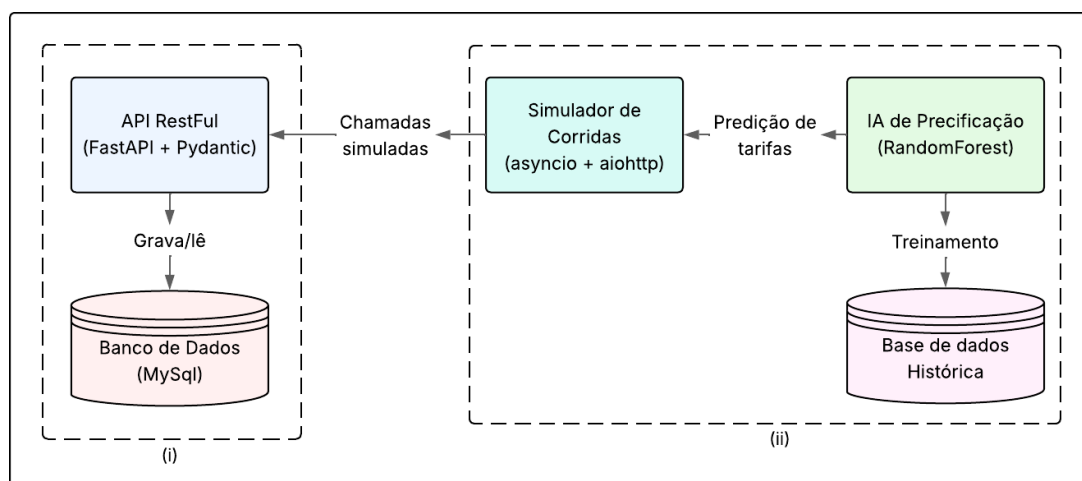 API RestFul
(FastAPI + Pydantic)
Chamadas
simuladas
Simulador de
Corridas
(asyncio + aiohttp)
Predição de
tarifas
IA de Precificação
(RandomForest)
Grava/lê
Treinamento
Banco de Dados
(MySql)
Base de dados
Histórica
(i)
(ii)